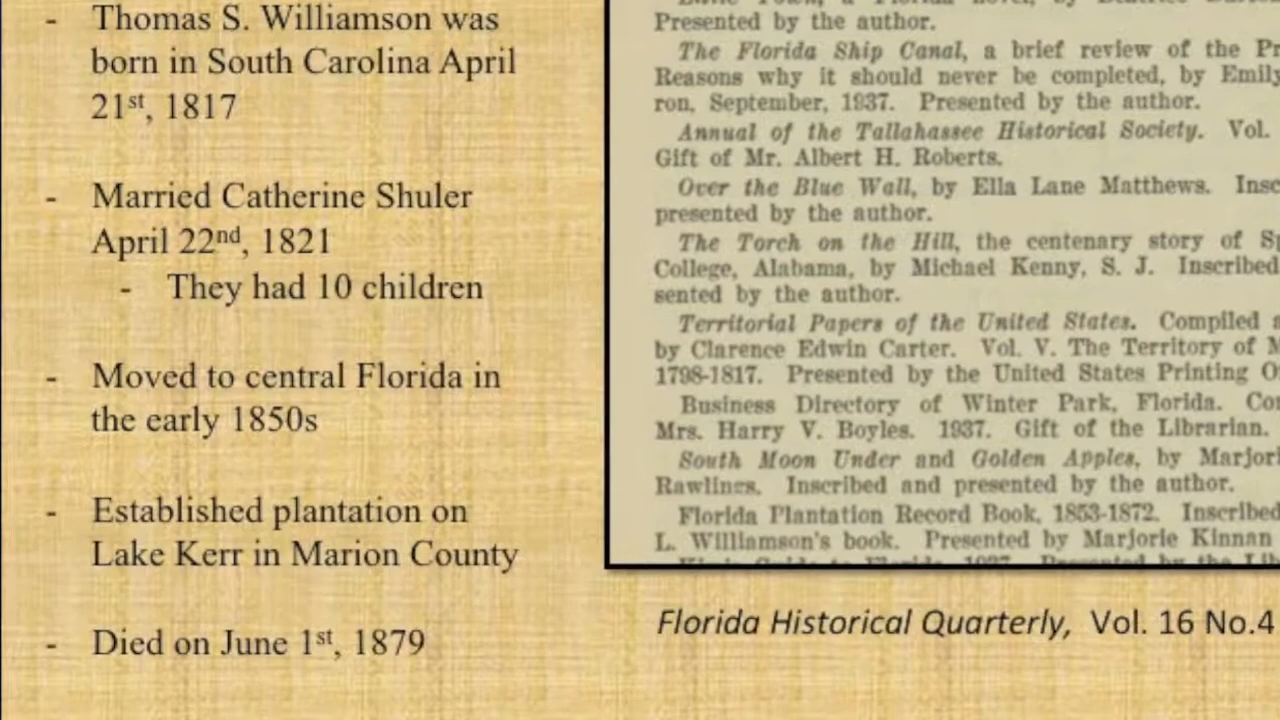 - Thomas S. Williamson was
born in South Carolina April
21st, 1817
- Married Catherine Shuler
April 22nd, 1821
- They had 10 children
- Moved to central Florida in
the early 1850s
- Established plantation on
Lake Kerr in Marion County
- Died on June 1st, 1879
Presented by the author.
The Florida Ship Canal, a brief review of the Pr
Reasons why it should never be completed, by Emily
ron, September, 1937. Presented by the author.
Annual of the Tallahassee Historical Society. Vol.
Gift of Mr. Albert H. Roberts.
Over the Blue Wall, by Ella Lane Matthews. Insc
presented by the author.
The Torch on the Hill, the centenary story of Sp
College, Alabama, by Michael Kenny, S. J. Inscribed
sented by the author.
Territorial Papers of the United States. Compiled a
by Clarence Edwin Carter. Vol. V. The Territory of M
1798-1817. Presented by the United States Printing O
Business Directory of Winter Park, Florida. Co
Mrs. Harry V. Boyles. 1937. Gift of the Librarian.
South Moon Under and Golden Apples, by Marjori
Rawlings. Inscribed and presented by the author.
Florida Plantation Record Book, 1853-1872. Inscribed
L. Williamson's book. Presented by Marjorie Kinnan
Florida Historical Quarterly, Vol. 16 No.4